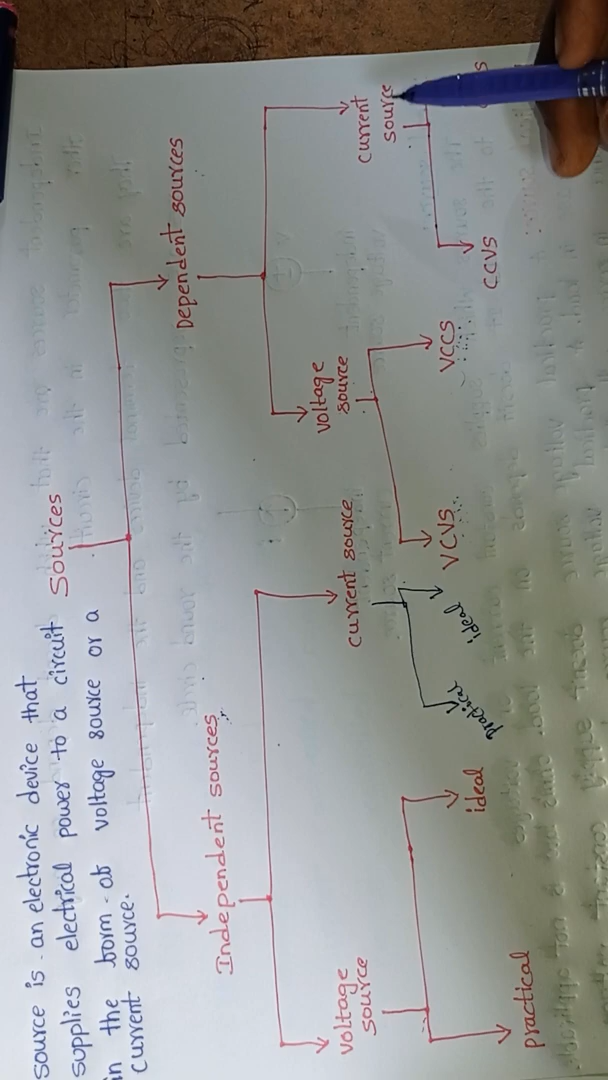 source is an electronic device that
supplies electrical power to a circuit
in the form of voltage source or a
current source.
Sources
Independent sources
Dependent sources
voltage
source
current source
voltage
source
current
source
practical
ideal
practical
ideal
VCVS
VCCS
CCVS